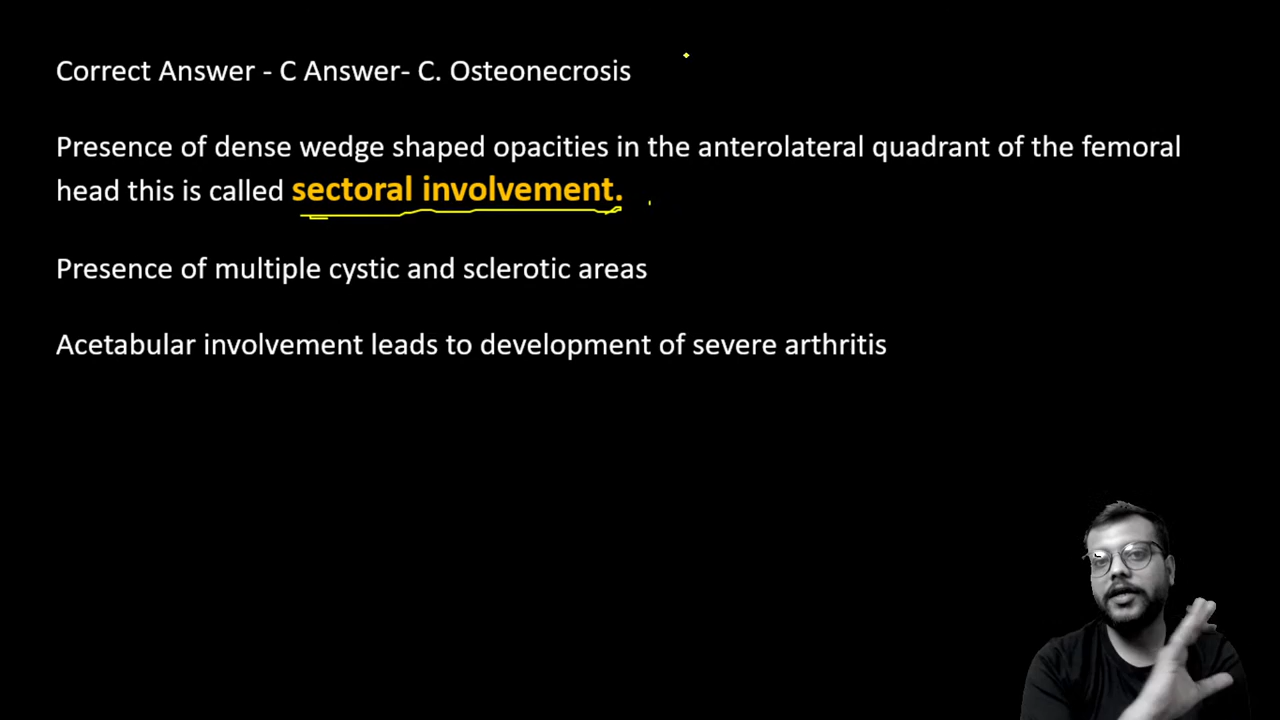 Correct Answer - C Answer- C. Osteonecrosis
Presence of dense wedge shaped opacities in the anterolateral quadrant of the femoral
head this is called sectoral involvement.
Presence of multiple cystic and sclerotic areas
Acetabular involvement leads to development of severe arthritis